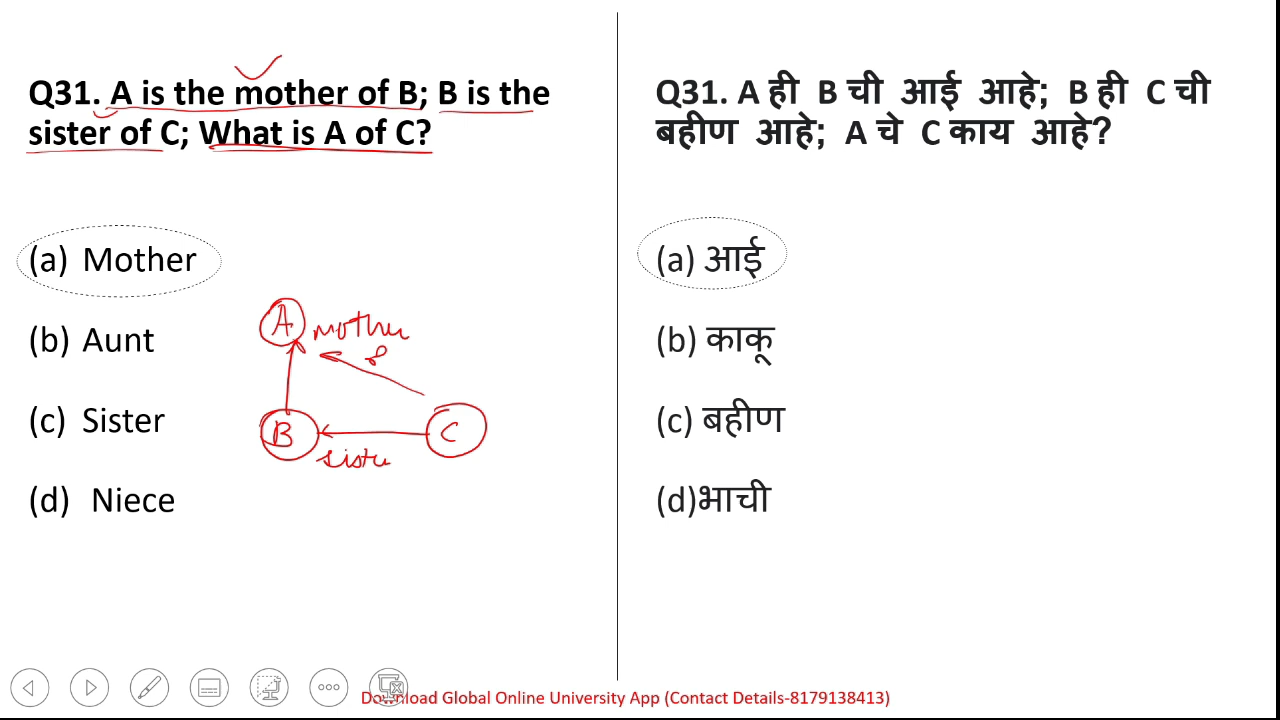 Q31. A is the mother of B; B is the
sister of C; What is A of C?
(a) Mother
(b) Aunt
(c) Sister
(d) Niece
A mother
B
C
Q31. A ही B ची आई आहे; B ही C ची
बहीण आहे; A चे C काय आहे?
(a) आई
(b) काकू
(c) बहीण
(d)भाची
Download Global Online University App (Contact Details-8179138413)